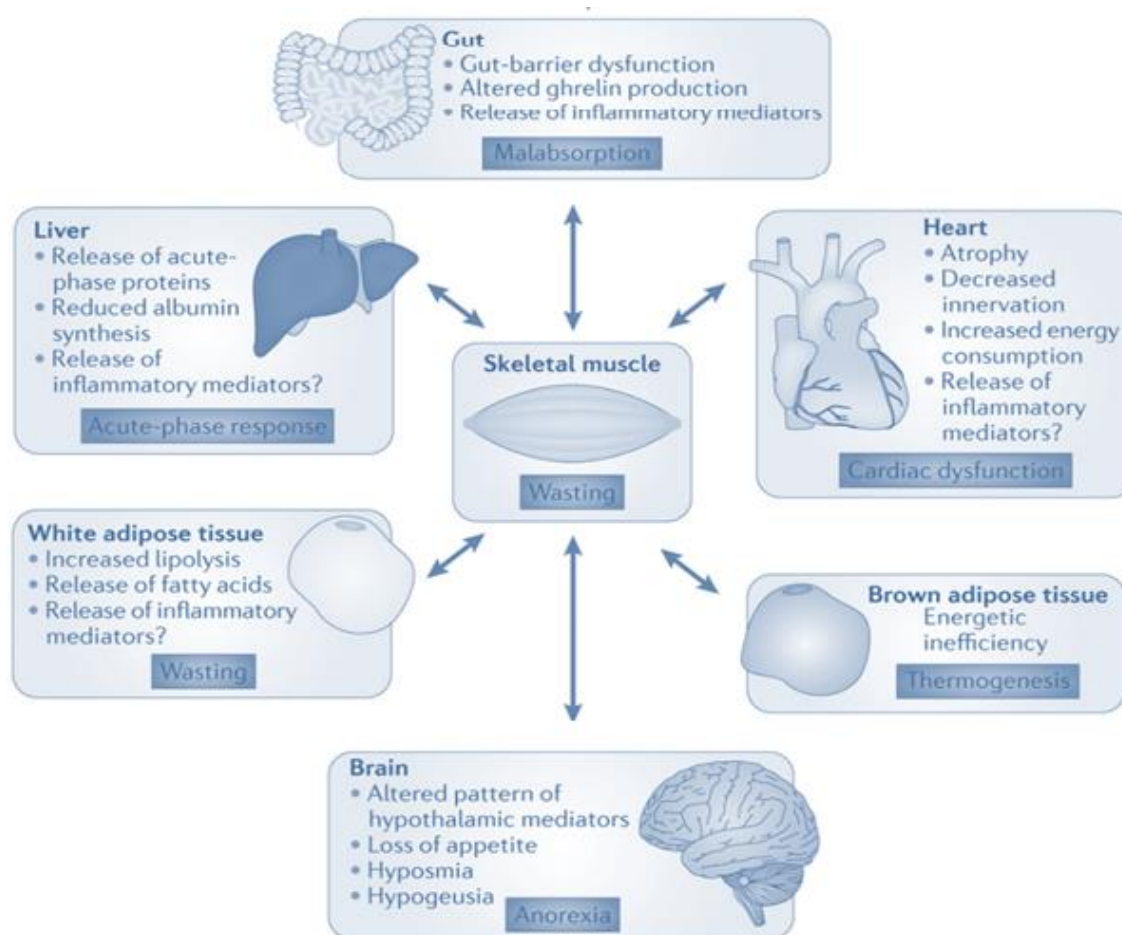 Gut
• Gut-barrier dysfunction
• Altered ghrelin production
• Release of inflammatory mediators
Malabsorption
Liver
• Release of acute-
phase proteins
• Reduced albumin
synthesis
• Release of
inflammatory mediators?
Acute-phase response
Heart
• Atrophy
• Decreased
innervation
• Increased energy
consumption
• Release of
inflammatory
mediators?
Cardiac dysfunction
Skeletal muscle
Wasting
White adipose tissue
• Increased lipolysis
• Release of fatty acids
• Release of inflammatory
mediators?
Wasting
Brown adipose tissue
Energetic
inefficiency
Thermogenesis
Brain
• Altered pattern of
hypothalamic mediators
• Loss of appetite
• Hyposmia
• Hypogeusia
Anorexia